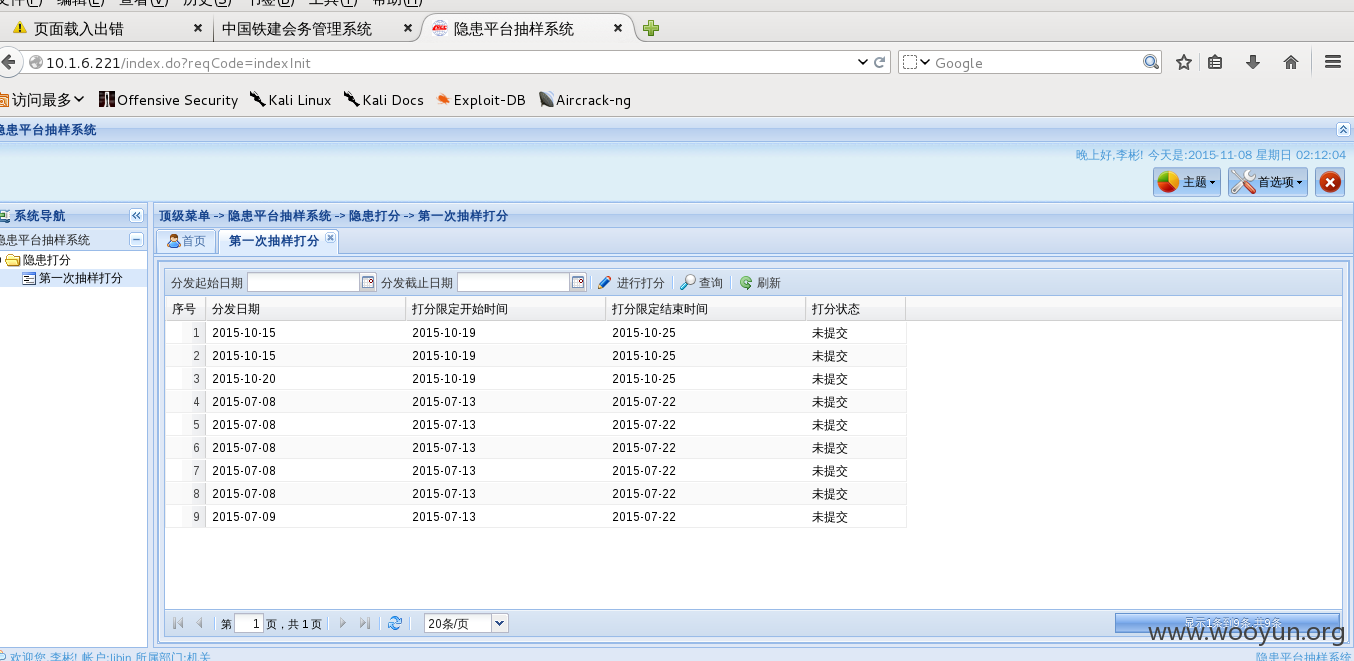 文件(F) 编辑(E) 查看(V) 历史(S) 书签(B) 工具(T) 帮助(H)
页面载入出错 中国铁建会务管理系统 隐患平台抽样系统
10.1.6.221/index.do?reqCode=indexInit Google
访问最多 Offensive Security Kali Linux Kali Docs Exploit-DB Aircrack-ng
隐患平台抽样系统
晚上好,李彬! 今天是:2015-11-08 星期日 02:12:04
主题 首选项
系统导航
隐患平台抽样系统
隐患打分
第一次抽样打分
顶级菜单 -> 隐患平台抽样系统 -> 隐患打分 -> 第一次抽样打分
首页 第一次抽样打分
分发起始日期 分发截止日期 进行打分 查询 刷新
序号 分发日期 打分限定开始时间 打分限定结束时间 打分状态
1 2015-10-15 2015-10-19 2015-10-25 未提交
2 2015-10-15 2015-10-19 2015-10-25 未提交
3 2015-10-20 2015-10-19 2015-10-25 未提交
4 2015-07-08 2015-07-13 2015-07-22 未提交
5 2015-07-08 2015-07-13 2015-07-22 未提交
6 2015-07-08 2015-07-13 2015-07-22 未提交
7 2015-07-08 2015-07-13 2015-07-22 未提交
8 2015-07-08 2015-07-13 2015-07-22 未提交
9 2015-07-09 2015-07-13 2015-07-22 未提交
第 1 页，共 1 页 20条/页 显示1条到9条,共9条
www.wooyun.org
欢迎您,李彬! 帐户:libin 所属部门:机关 隐患平台抽样系统